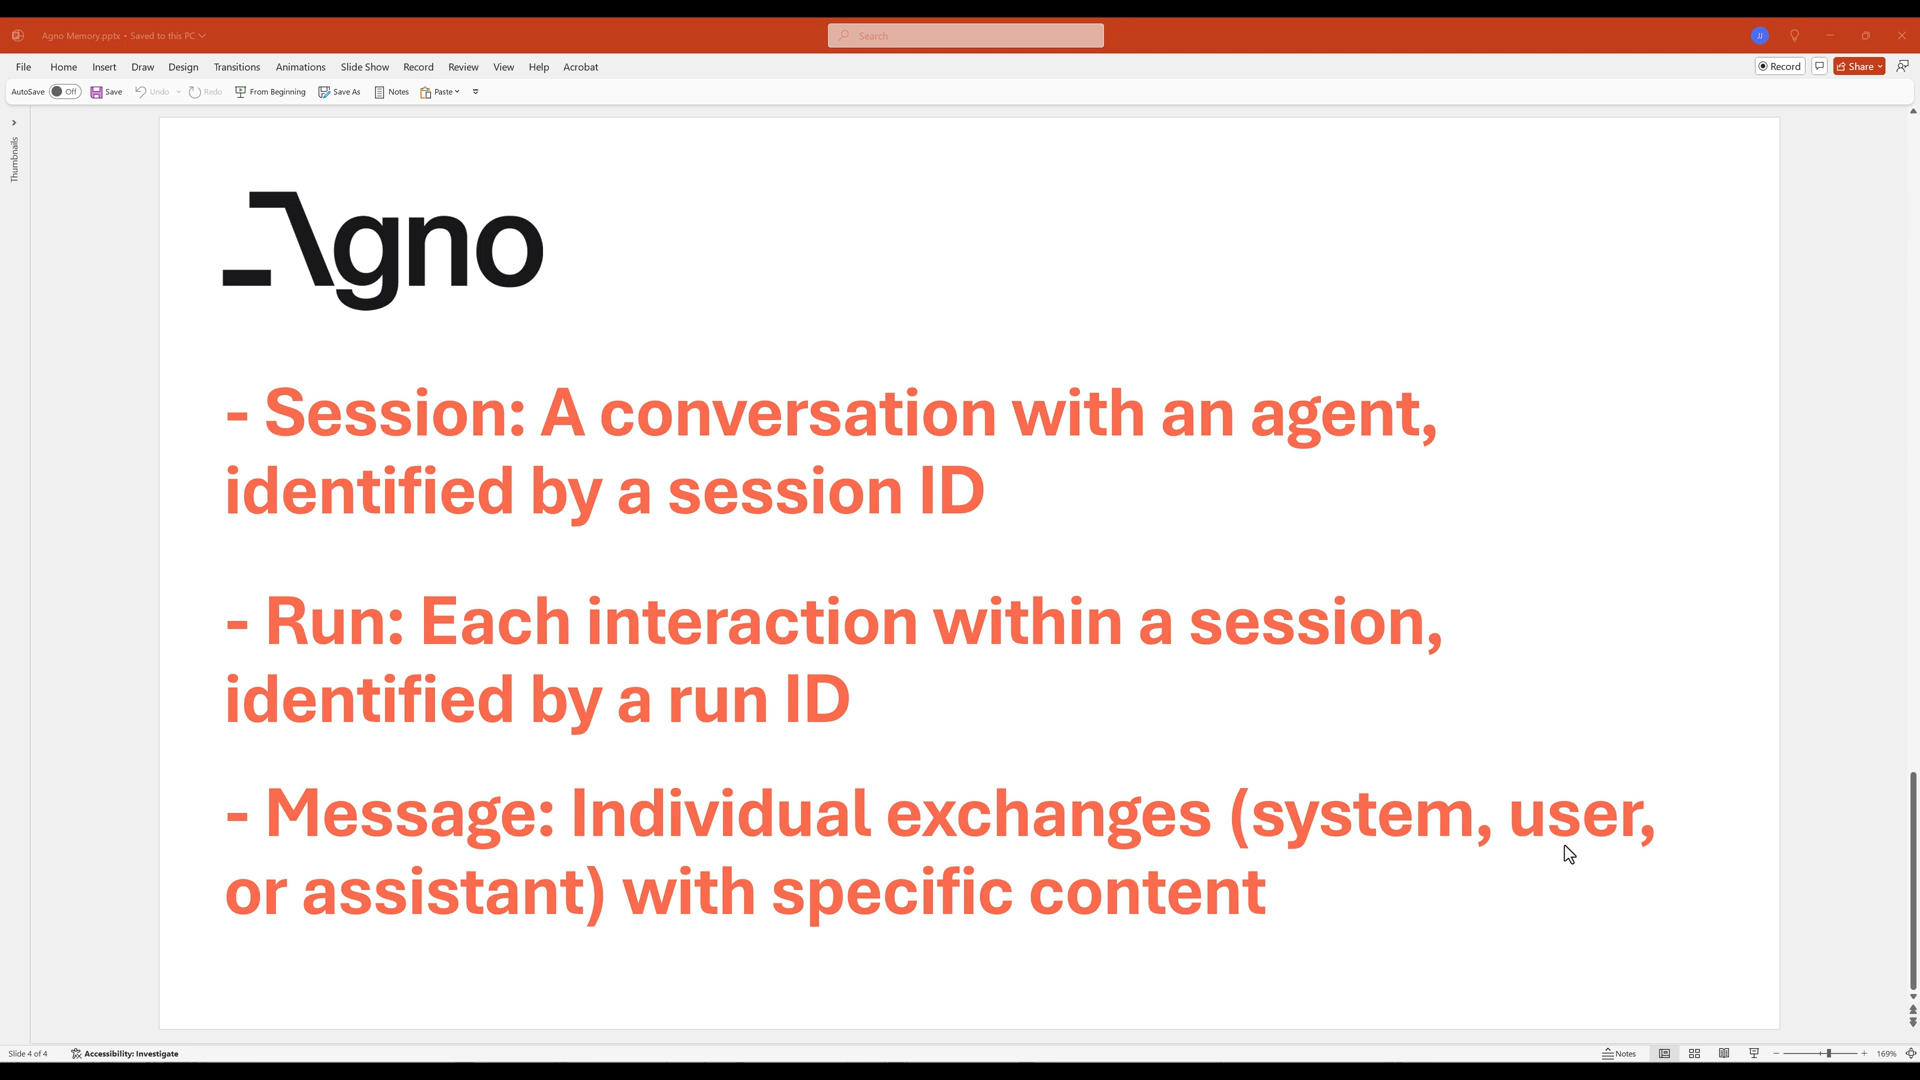 Agno Memory.pptx • Saved to this PC
Search
JJ
File Home Insert Draw Design Transitions Animations Slide Show Record Review View Help Acrobat
Record
Share
AutoSave Off Save Undo Redo From Beginning Save As Notes Paste
Thumbnails
Agno
- Session: A conversation with an agent,
identified by a session ID
- Run: Each interaction within a session,
identified by a run ID
- Message: Individual exchanges (system, user,
or assistant) with specific content
Slide 4 of 4
Accessibility: Investigate
Notes
169%